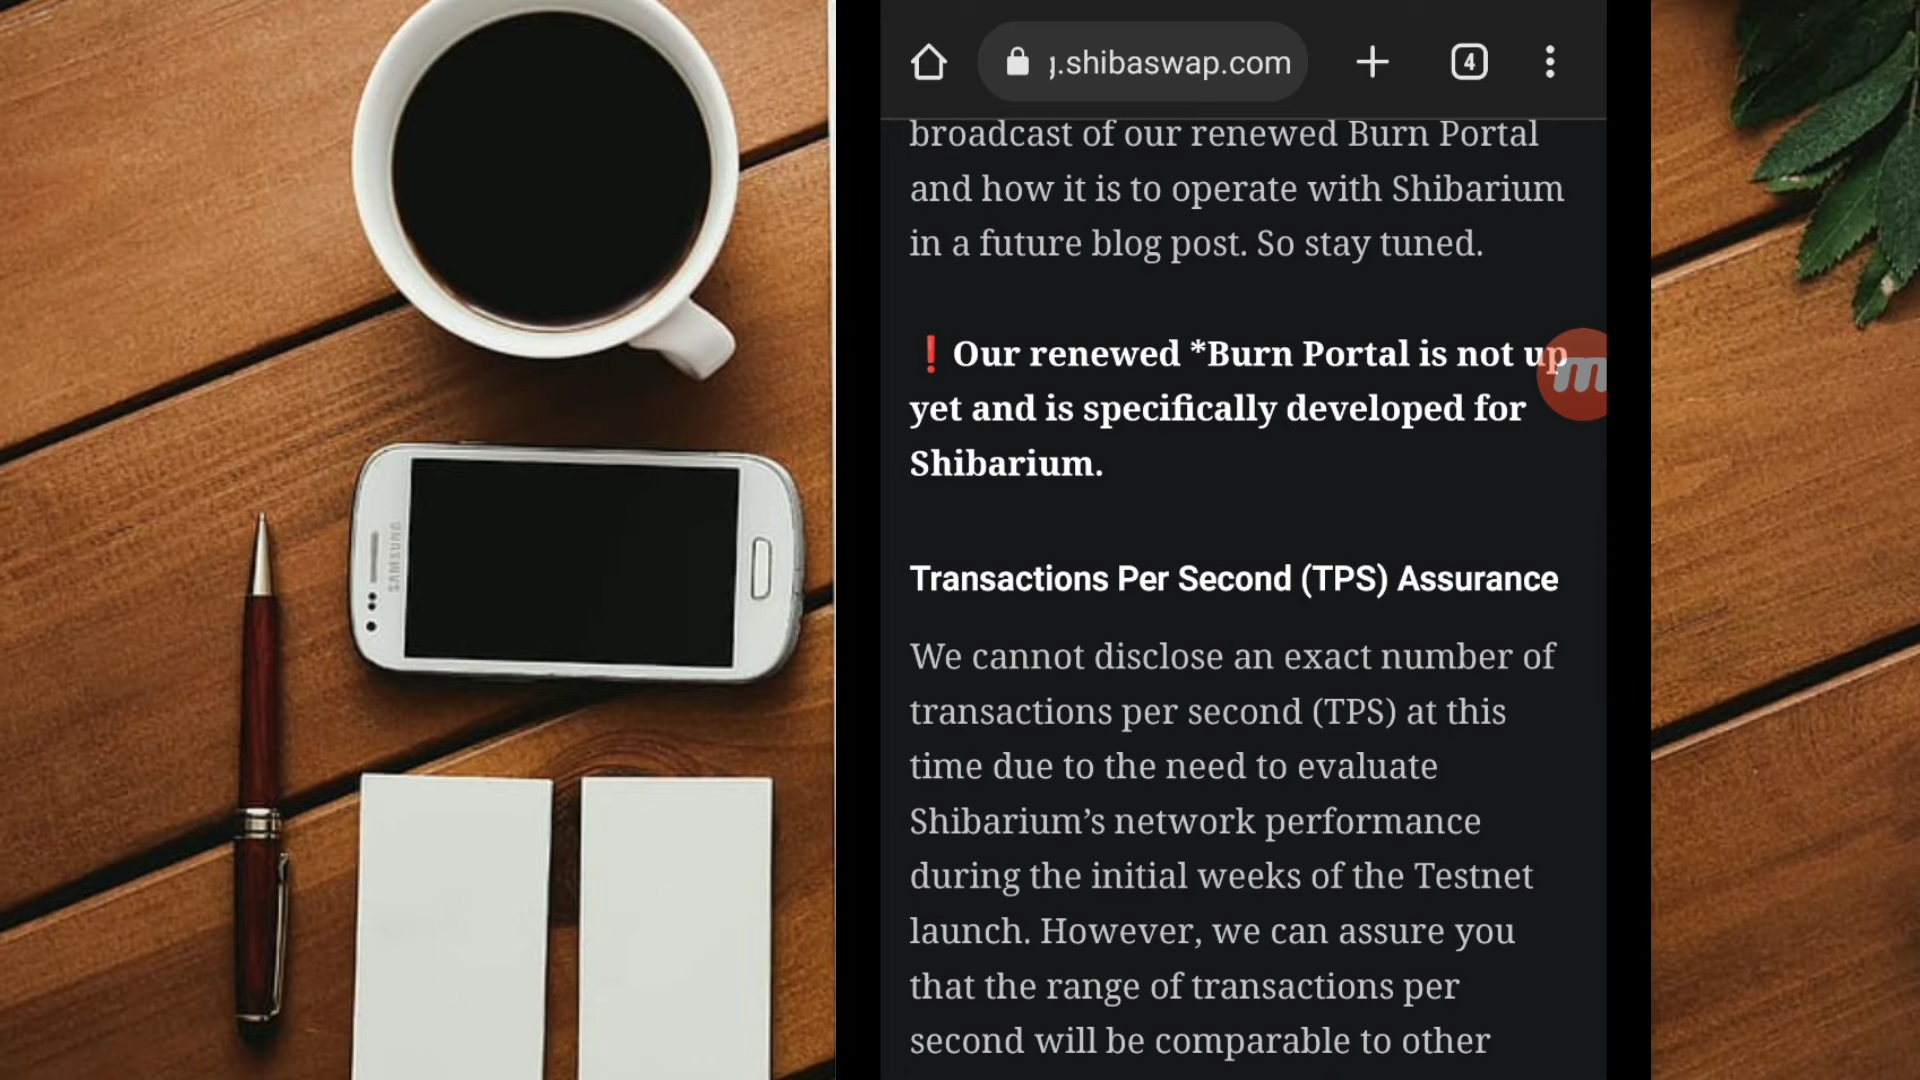 SAMSUNG
g.shibaswap.com
4
broadcast of our renewed Burn Portal
and how it is to operate with Shibarium
in a future blog post. So stay tuned.
❗Our renewed *Burn Portal is not up
yet and is specifically developed for
Shibarium.
m
Transactions Per Second (TPS) Assurance
We cannot disclose an exact number of
transactions per second (TPS) at this
time due to the need to evaluate
Shibarium’s network performance
during the initial weeks of the Testnet
launch. However, we can assure you
that the range of transactions per
second will be comparable to other